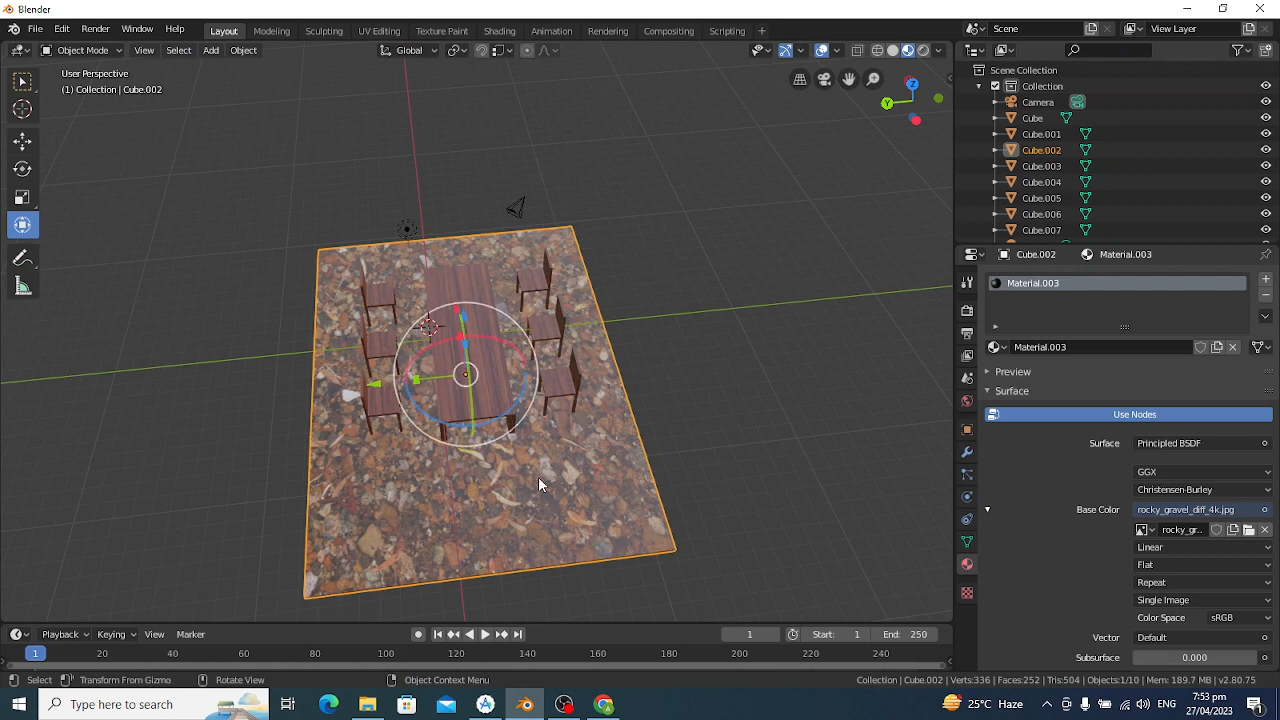 Blender
File Edit Render Window Help Layout Modeling Sculpting UV Editing Texture Paint Shading Animation Rendering Compositing Scripting + Scene View Layer
Object Mode View Select Add Object Global
User Perspective
(1) Collection | Cube.002
Z
Y
Scene Collection
Collection
Camera
Cube
Cube.001
Cube.002
Cube.003
Cube.004
Cube.005
Cube.006
Cube.007
Cube.002 Material.003
Material.003
Material.003
Preview
Surface
Use Nodes
Surface Principled BSDF
GGX
Christensen-Burley
Base Color rocky_gravel_diff_4k.jpg
rocky_gr...
Linear
Flat
Repeat
Single Image
Color Space sRGB
Vector Default
Subsurface 0.000
Playback Keying View Marker 1 Start: 1 End: 250
1 20 40 60 80 100 120 140 160 180 200 220 240
Select Transform From Gizmo Rotate View Object Context Menu Collection | Cube.002 | Verts:336 | Faces:252 | Tris:504 | Objects:1/10 | Mem: 189.7 MB | v2.80.75
Type here to search 25°C Haze ENG 7:53 pm
27/04/2023 1